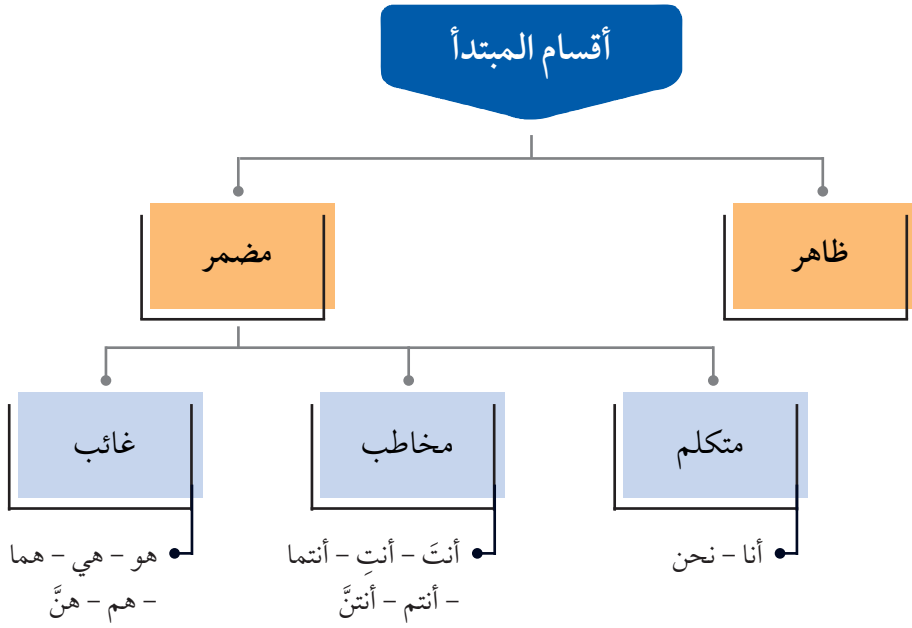 أقسام المبتدأ
ظاهر
مضمر
متكلم
مخاطب
غائب
أنا – نحن
أنتَ – أنتِ – أنتما
– أنتم – أنتنَّ
هو – هي – هما
– هم – هنَّ